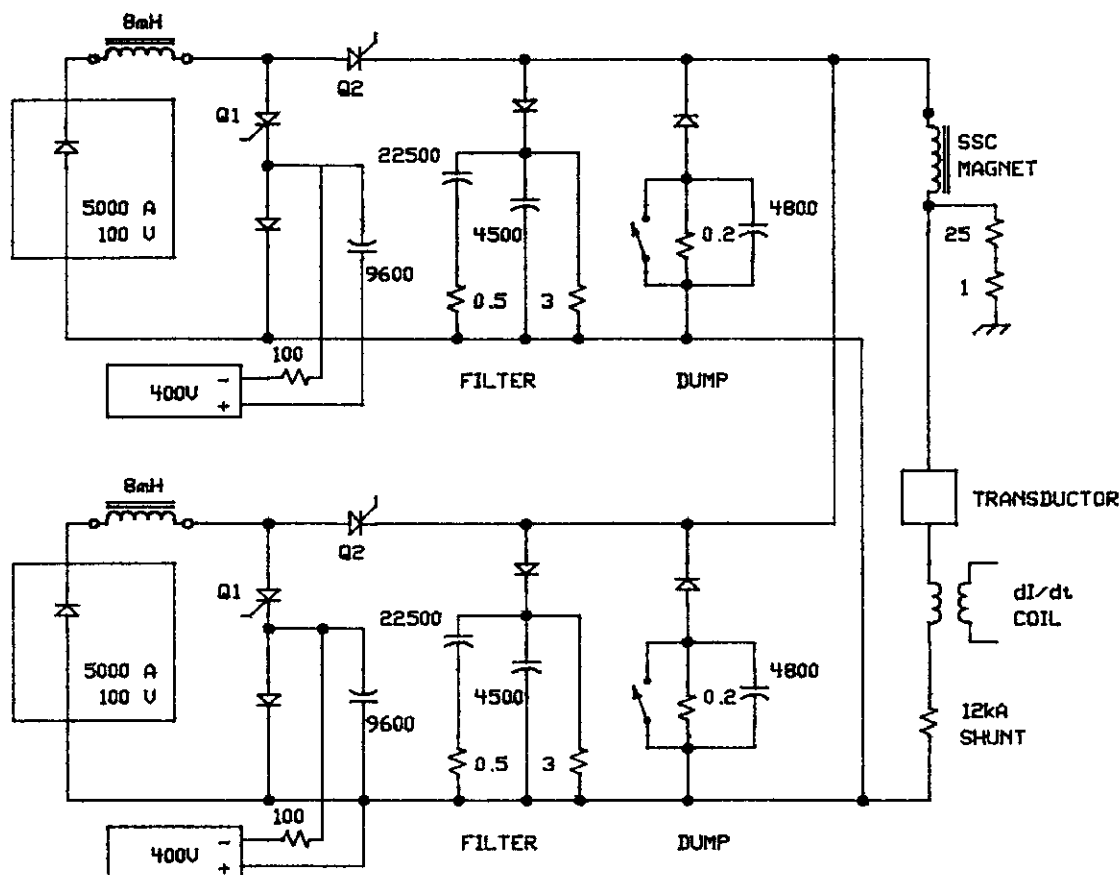 8mH
Q2
Q1
5000 A
100 V
22500
4500
9600
0.5
3
0.2
4800
SSC
MAGNET
25
1
100
400V
-
+
FILTER
DUMP
8mH
Q2
Q1
5000 A
100 V
22500
4500
9600
0.5
3
0.2
4800
TRANSDUCTOR
dI/dt
COIL
12kA
SHUNT
100
400V
-
+
FILTER
DUMP